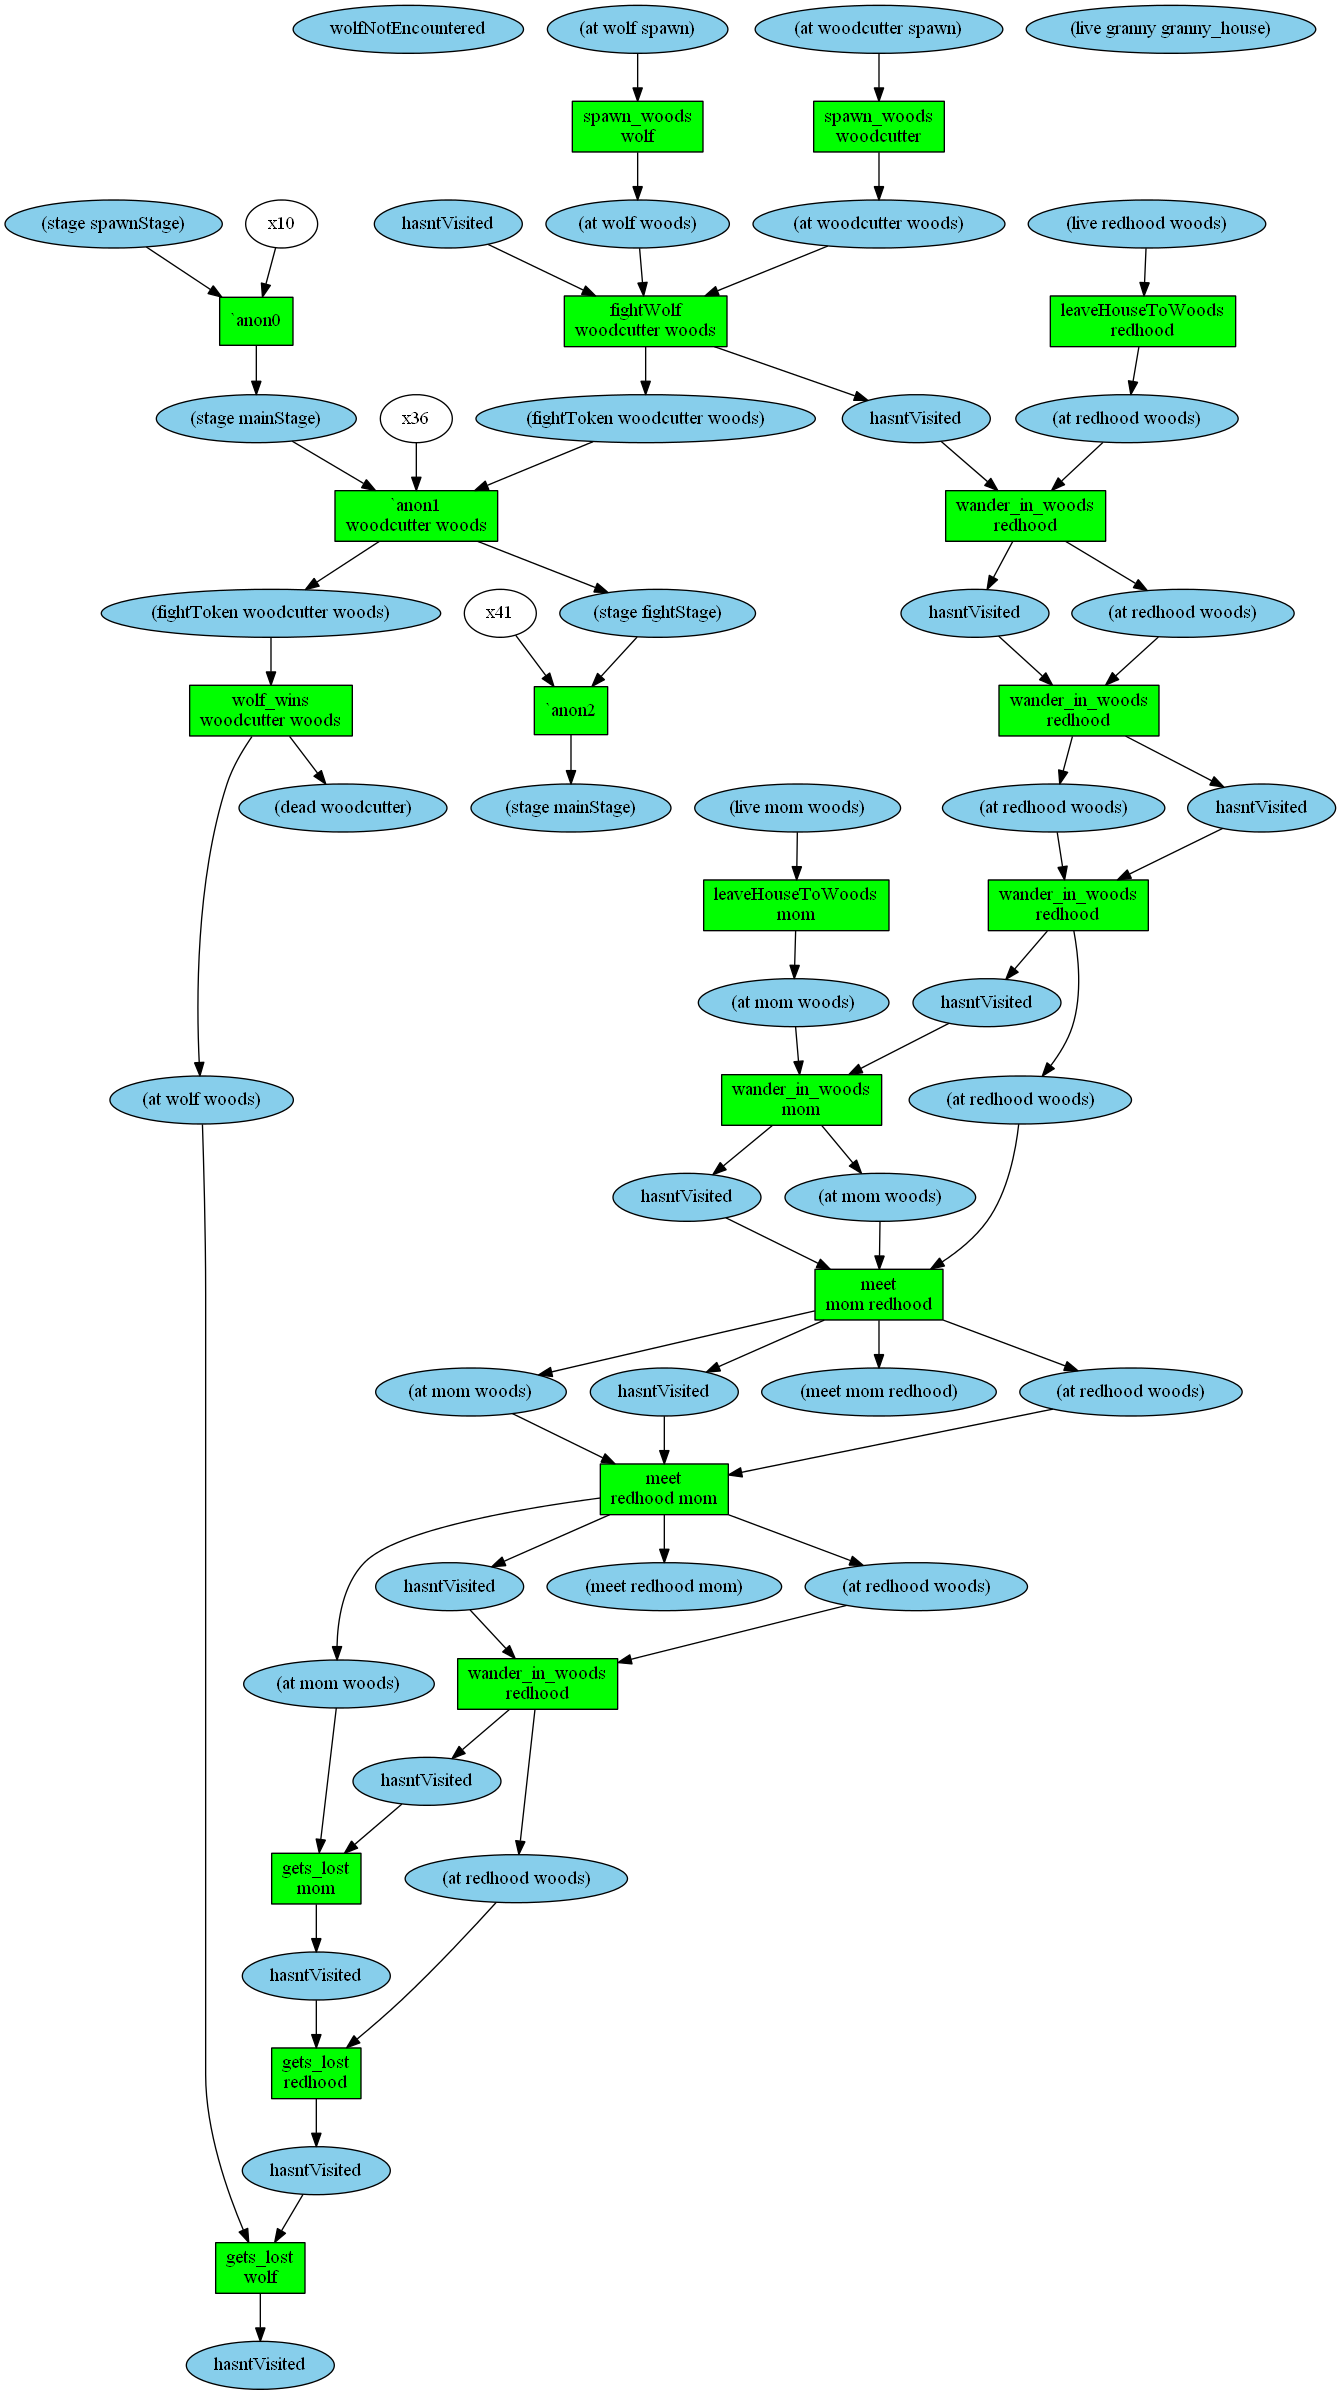 wolfNotEncountered
(at wolf spawn)
(at woodcutter spawn)
(live granny granny_house)
spawn_woods
wolf
spawn_woods
woodcutter
(stage spawnStage)
x10
hasntVisited
(at wolf woods)
(at woodcutter woods)
(live redhood woods)
`anon0
fightWolf
woodcutter woods
leaveHouseToWoods
redhood
(stage mainStage)
x36
(fightToken woodcutter woods)
hasntVisited
(at redhood woods)
`anon1
woodcutter woods
wander_in_woods
redhood
(fightToken woodcutter woods)
x41
(stage fightStage)
hasntVisited
(at redhood woods)
wolf_wins
woodcutter woods
`anon2
wander_in_woods
redhood
(dead woodcutter)
(stage mainStage)
(live mom woods)
(at redhood woods)
hasntVisited
leaveHouseToWoods
mom
wander_in_woods
redhood
(at mom woods)
hasntVisited
(at wolf woods)
wander_in_woods
mom
(at redhood woods)
hasntVisited
(at mom woods)
meet
mom redhood
(at mom woods)
hasntVisited
(meet mom redhood)
(at redhood woods)
meet
redhood mom
hasntVisited
(meet redhood mom)
(at redhood woods)
(at mom woods)
wander_in_woods
redhood
hasntVisited
gets_lost
mom
(at redhood woods)
hasntVisited
gets_lost
redhood
hasntVisited
gets_lost
wolf
hasntVisited